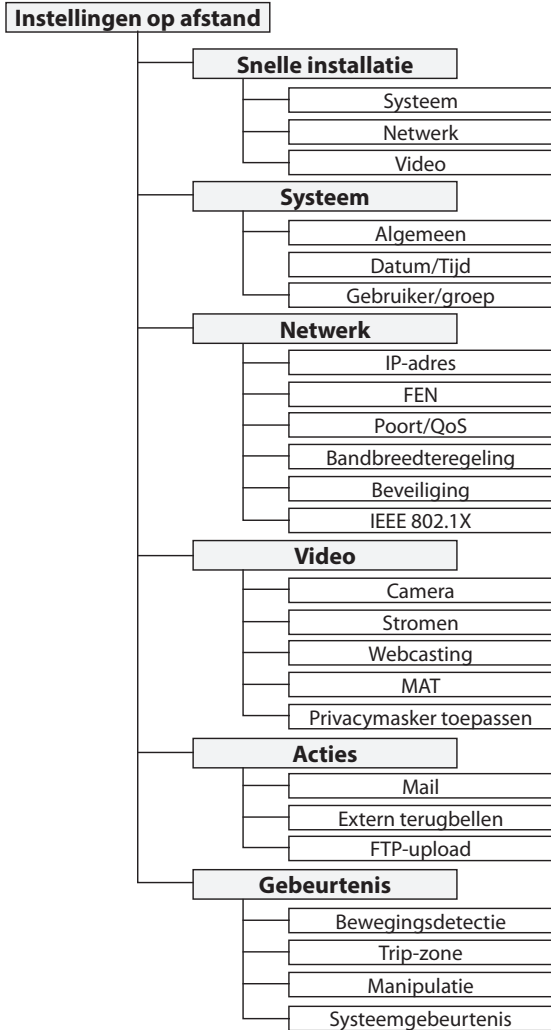 Instellingen op afstand
Snelle installatie
Systeem
Netwerk
Video
Systeem
Algemeen
Datum/Tijd
Gebruiker/groep
Netwerk
IP-adres
FEN
Poort/QoS
Bandbreedteregeling
Beveiliging
IEEE 802.1X
Video
Camera
Stromen
Webcasting
MAT
Privacymasker toepassen
Acties
Mail
Extern terugbellen
FTP-upload
Gebeurtenis
Bewegingsdetectie
Trip-zone
Manipulatie
Systeemgebeurtenis